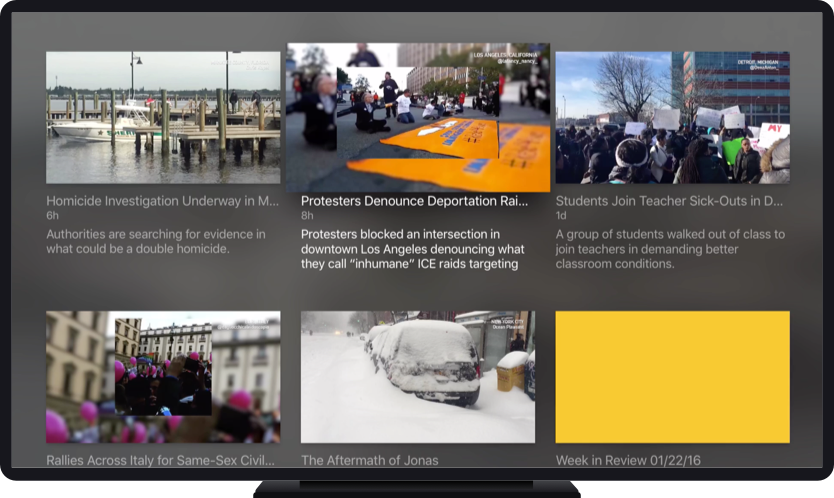 LOS ANGELES, CALIFORNIA
DETROIT, MICHIGAN
Homicide Investigation Underway in M...
6h
Authorities are searching for evidence in
what could be a double homicide.
Protesters Denounce Deportation Rai...
8h
Protesters blocked an intersection in
downtown Los Angeles denouncing what
they call “inhumane” ICE raids targeting
Students Join Teacher Sick-Outs in D...
1d
A group of students walked out of class to
join teachers in demanding better
classroom conditions.
MY
NEW YORK CITY
Rallies Across Italy for Same-Sex Civil...
The Aftermath of Jonas
Week in Review 01/22/16